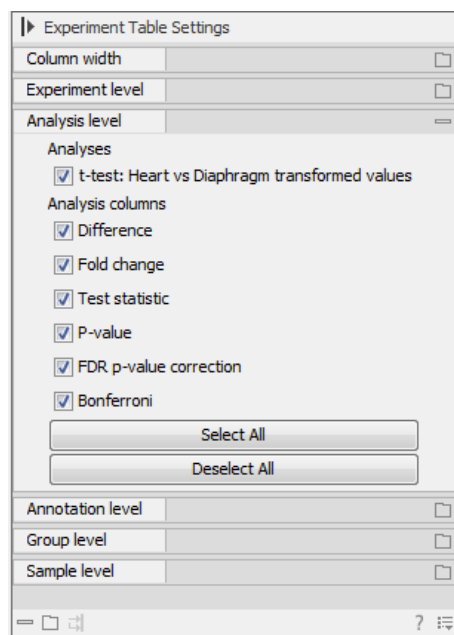 Experiment Table Settings
Column width
Experiment level
Analysis level
Analyses
t-test: Heart vs Diaphragm transformed values
Analysis columns
Difference
Fold change
Test statistic
P-value
FDR p-value correction
Bonferroni
Select All
Deselect All
Annotation level
Group level
Sample level
?